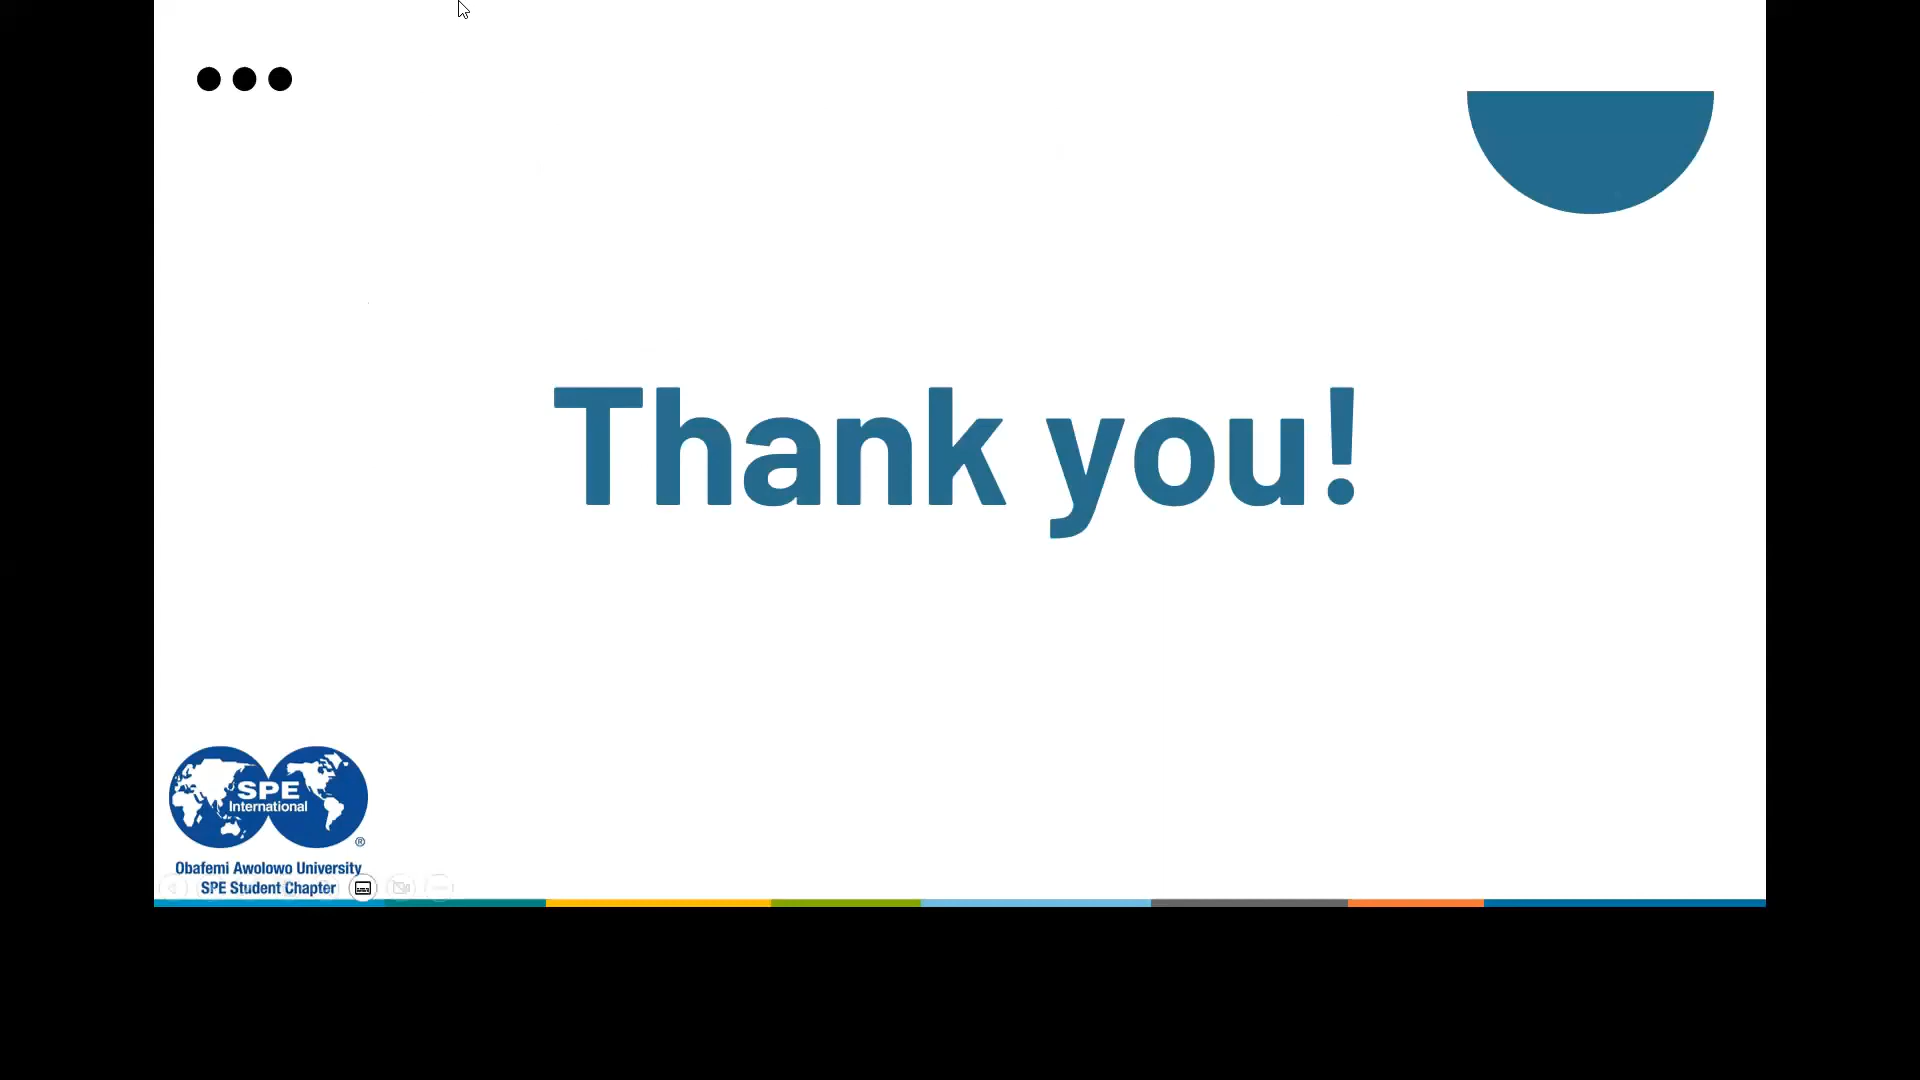 Thank you!
SPE
International
®
Obafemi Awolowo University
SPE Student Chapter